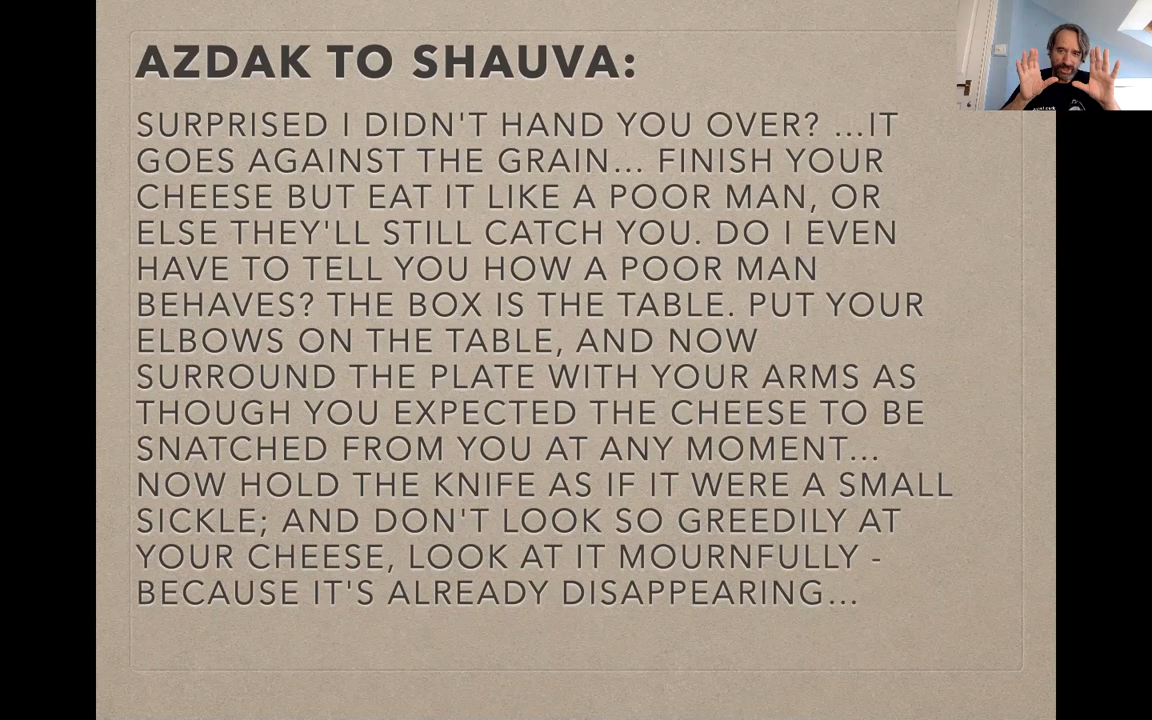 AZDAK TO SHAUVA:
SURPRISED I DIDN'T HAND YOU OVER? ...IT
GOES AGAINST THE GRAIN... FINISH YOUR
CHEESE BUT EAT IT LIKE A POOR MAN, OR
ELSE THEY'LL STILL CATCH YOU. DO I EVEN
HAVE TO TELL YOU HOW A POOR MAN
BEHAVES? THE BOX IS THE TABLE. PUT YOUR
ELBOWS ON THE TABLE, AND NOW
SURROUND THE PLATE WITH YOUR ARMS AS
THOUGH YOU EXPECTED THE CHEESE TO BE
SNATCHED FROM YOU AT ANY MOMENT...
NOW HOLD THE KNIFE AS IF IT WERE A SMALL
SICKLE; AND DON'T LOOK SO GREEDILY AT
YOUR CHEESE, LOOK AT IT MOURNFULLY -
BECAUSE IT'S ALREADY DISAPPEARING...